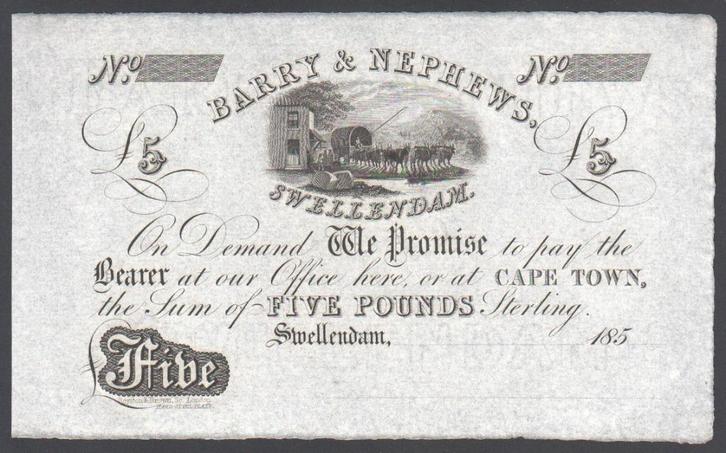 No. No.
BARRY & NEPHEWS,
£5 £5
SWELLENDAM.
On Demand We Promise to pay the
Bearer at our Office here, or at CAPE TOWN,
the Sum of FIVE POUNDS Sterling.
Swellendam, 185
£ Five
London